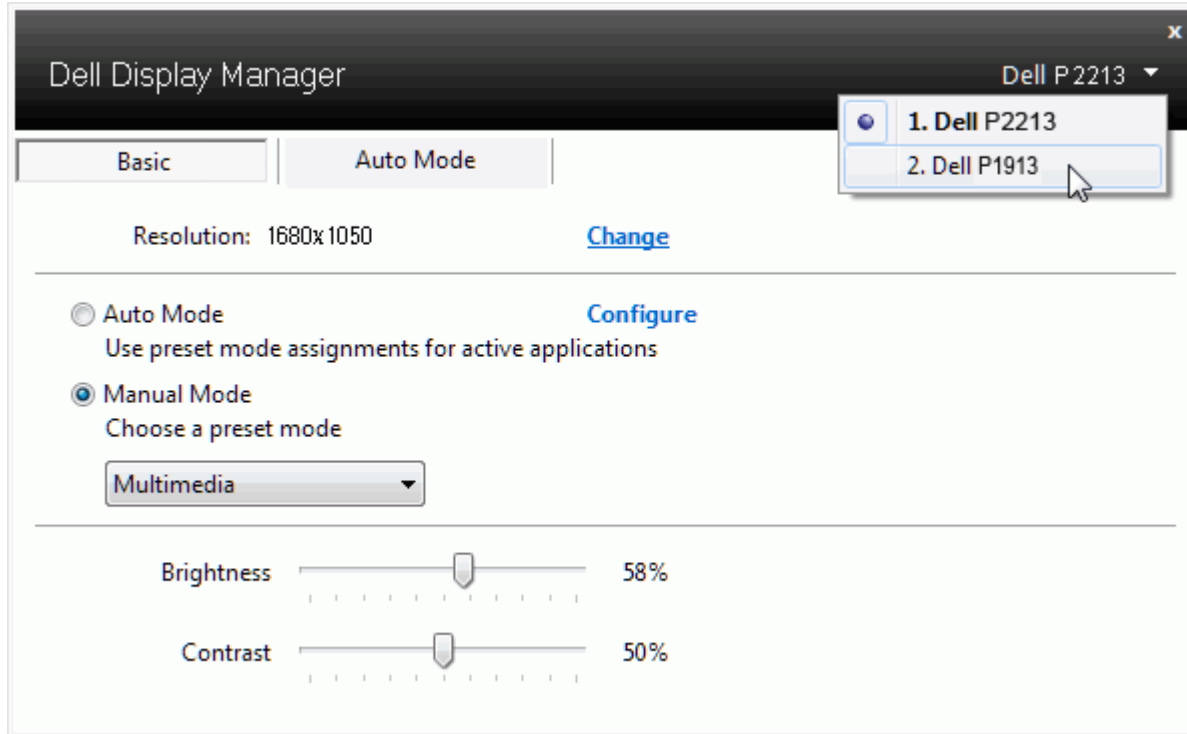 x
Dell Display Manager
Dell P2213
1. Dell P2213
2. Dell P1913
Basic
Auto Mode
Resolution: 1680x1050 Change
Auto Mode Configure
Use preset mode assignments for active applications
Manual Mode
Choose a preset mode
Multimedia
Brightness 58%
Contrast 50%